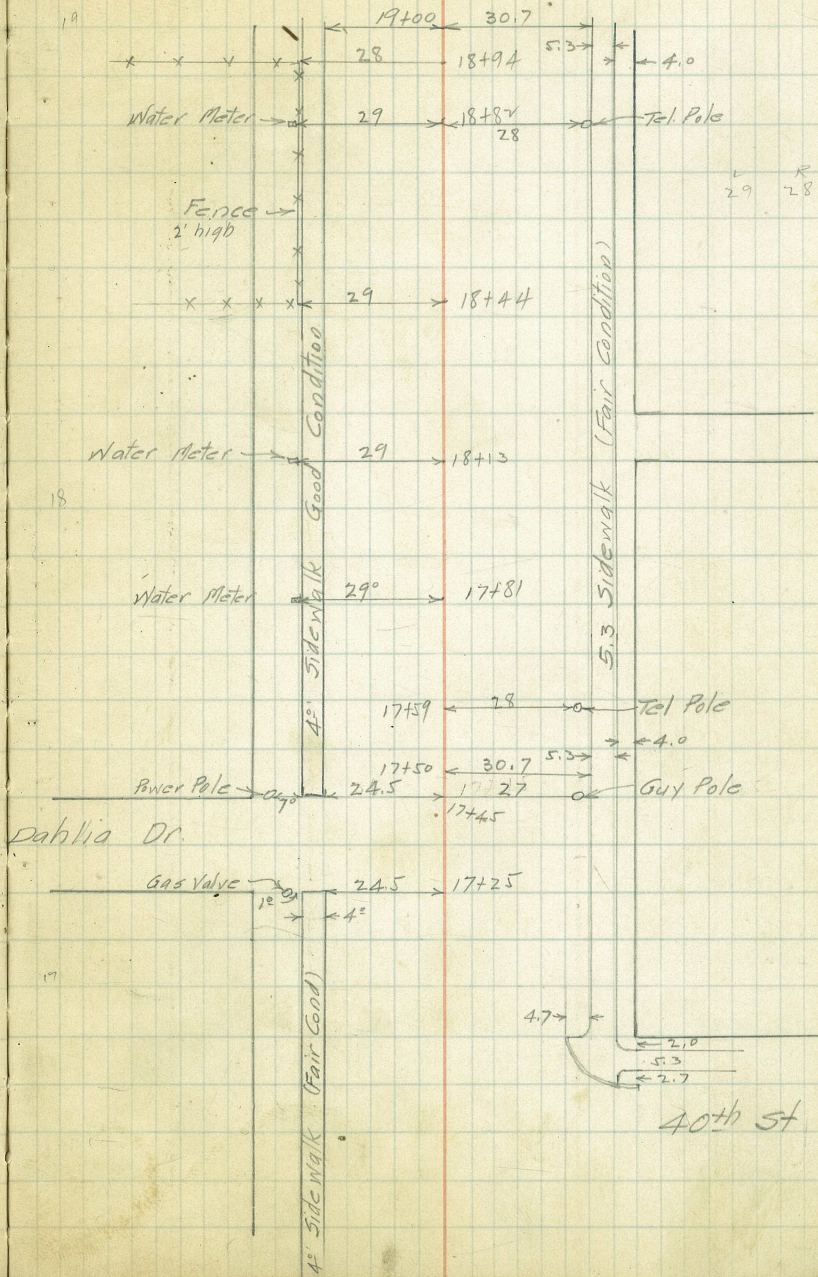 19
19+00 30.7
5.3
28 18+94 4.0
Water Meter 29 18+82 Tel. Pole
28
L R
29 28
Fence
2' high
29 18+44
Water Meter 29 18+13
18
Water Meter 29° 17+81
4° Sidewalk Good Condition
5.3 Sidewalk (Fair Condition)
17+59 28 Tel Pole
4.0
5.3
17+50 30.7
Power Pole 7° 24.5 27 Guy Pole
17+45
Dahlia Dr.
Gas Valve 24.5 17+25
1° 4°
17
4.7
2.0
5.3
2.7
40th St
4° Sidewalk (Fair Cond)